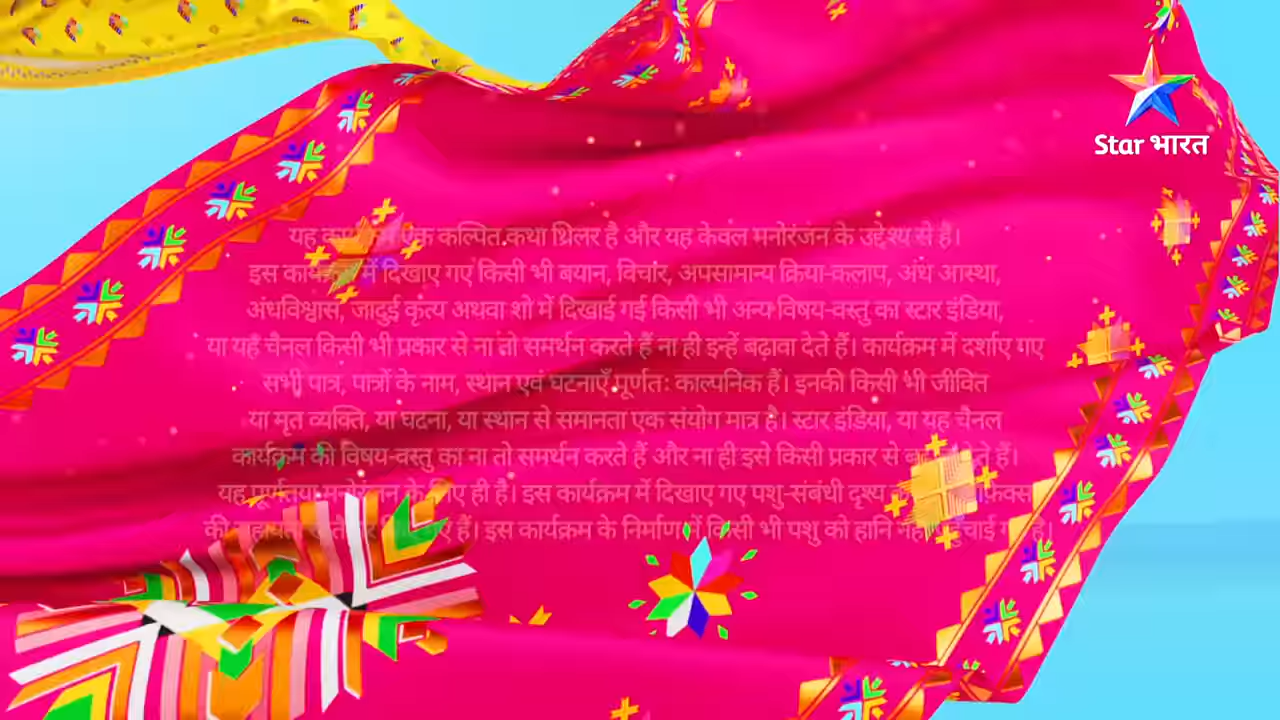 Star भारत
यह कार्यक्रम एक कल्पित कथा थ्रिलर है और यह केवल मनोरंजन के उद्देश्य से है।
इस कार्यक्रम में दिखाए गए किसी भी बयान, विचार, अपसामान्य क्रिया-कलाप, अंध आस्था,
अंधविश्वास, जादुई कृत्य अथवा शो में दिखाई गई किसी भी अन्य विषय-वस्तु का स्टार इंडिया,
या यह चैनल किसी भी प्रकार से ना तो समर्थन करते हैं ना ही इन्हें बढ़ावा देते हैं। कार्यक्रम में दर्शाए गए
सभी पात्र, पात्रों के नाम, स्थान एवं घटनाएँ पूर्णतः काल्पनिक हैं। इनकी किसी भी जीवित
या मृत व्यक्ति, या घटना, या स्थान से समानता एक संयोग मात्र है। स्टार इंडिया, या यह चैनल
कार्यक्रम की विषय-वस्तु का ना तो समर्थन करते हैं और ना ही इसे किसी प्रकार से देते हैं।
यह मनोरंजन के लिए ही है। इस कार्यक्रम में दिखाए गए पशु-संबंधी दृश्य
की हैं। इस कार्यक्रम के निर्माण में किसी भी पशु को हानि नहीं पहुँचाई गई है।